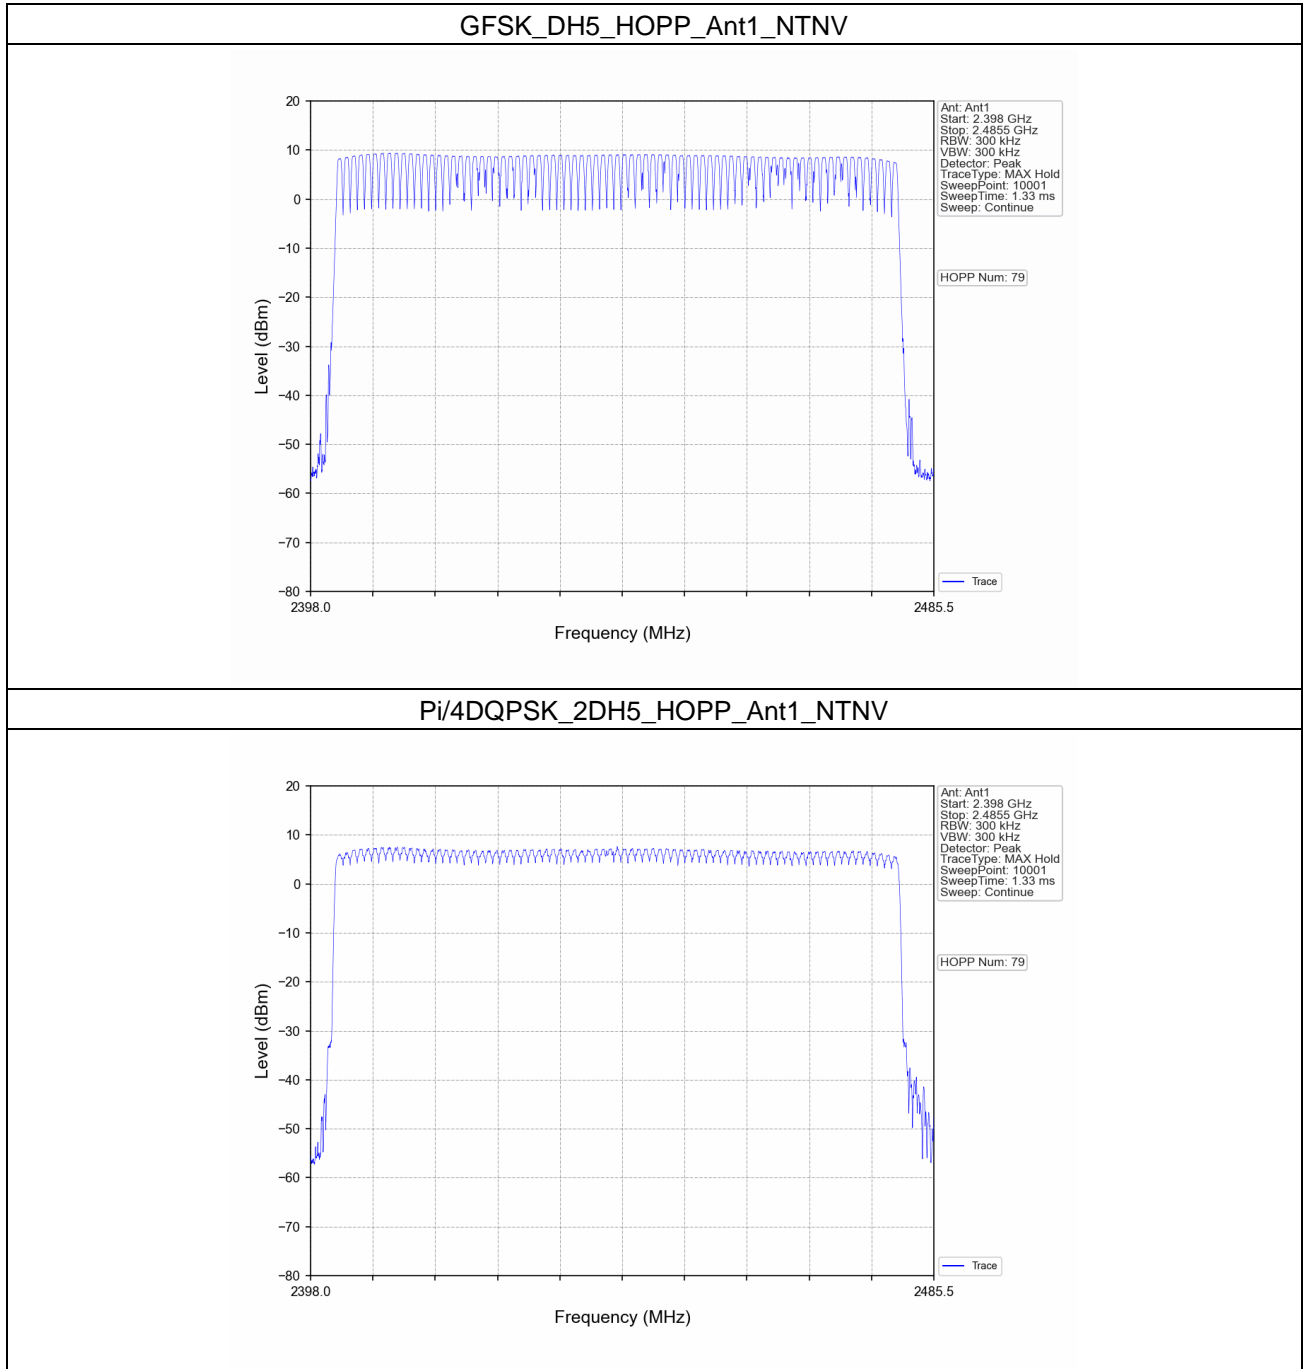 GFSK_DH5_HOPP_Ant1_NTNV
20
10
0
−10
−20
−30
−40
−50
−60
−70
−80
Level (dBm)
2398.0
2485.5
Frequency (MHz)
Ant: Ant1
Start: 2.398 GHz
Stop: 2.4855 GHz
RBW: 300 kHz
VBW: 300 kHz
Detector: Peak
TraceType: MAX Hold
SweepPoint: 10001
SweepTime: 1.33 ms
Sweep: Continue
HOPP Num: 79
Trace
Pi/4DQPSK_2DH5_HOPP_Ant1_NTNV
20
10
0
−10
−20
−30
−40
−50
−60
−70
−80
Level (dBm)
2398.0
2485.5
Frequency (MHz)
Ant: Ant1
Start: 2.398 GHz
Stop: 2.4855 GHz
RBW: 300 kHz
VBW: 300 kHz
Detector: Peak
TraceType: MAX Hold
SweepPoint: 10001
SweepTime: 1.33 ms
Sweep: Continue
HOPP Num: 79
Trace